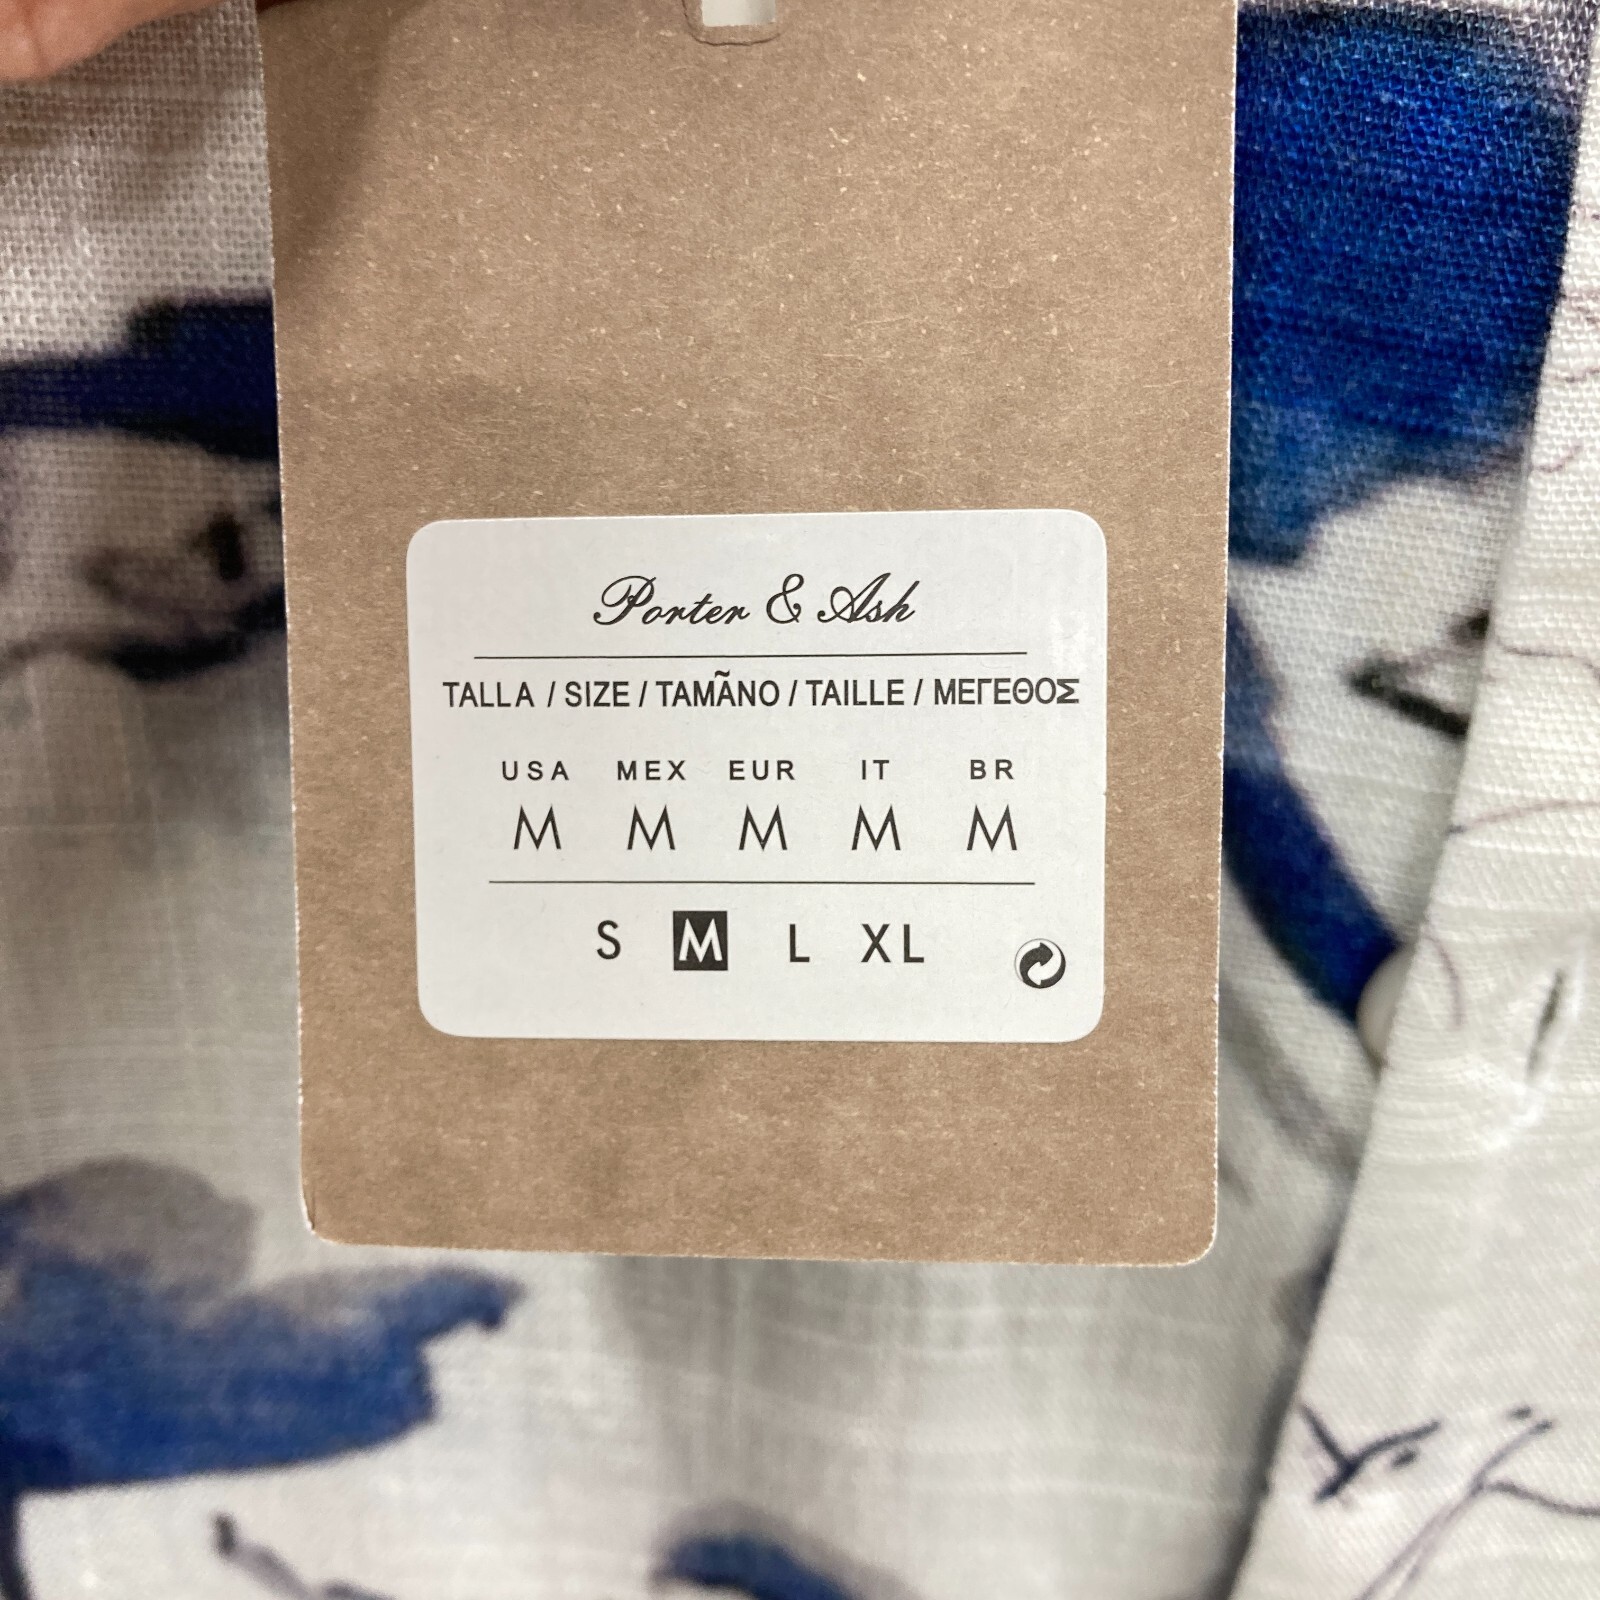 Porter & Ash
TALLA / SIZE / TAMÃNO / TAILLE / ΜΕΓΕΘΟΣ
USA MEX EUR IT BR
M M M M M
S M L XL